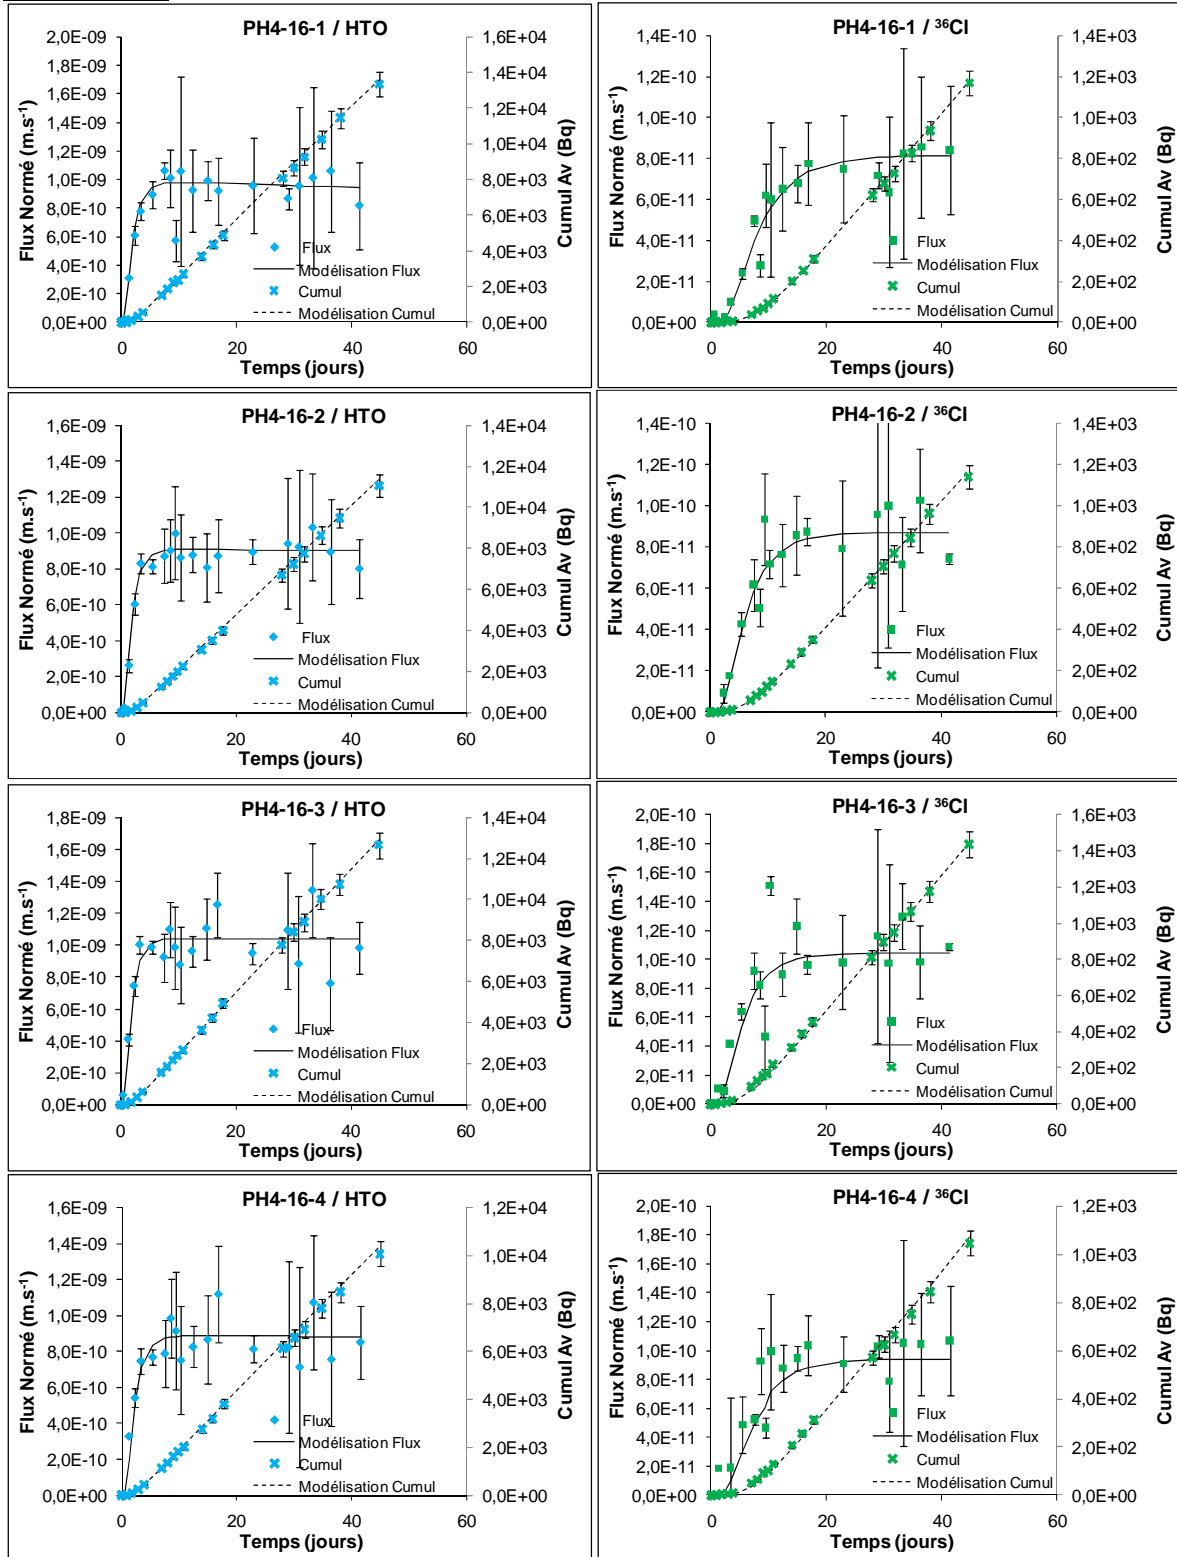 PH4-16-1 / HTO
Flux Normé (m.s⁻¹)
2,0E-09
1,8E-09
1,6E-09
1,4E-09
1,2E-09
1,0E-09
8,0E-10
6,0E-10
4,0E-10
2,0E-10
0,0E+00
1,6E+04
1,4E+04
1,2E+04
1,0E+04
8,0E+03
6,0E+03
4,0E+03
2,0E+03
0,0E+00
Cumul Av (Bq)
Flux
Modélisation Flux
Cumul
Modélisation Cumul
0 20 40 60
Temps (jours)
PH4-16-1 / ³⁶Cl
Flux Normé (m.s⁻¹)
1,4E-10
1,2E-10
1,0E-10
8,0E-11
6,0E-11
4,0E-11
2,0E-11
0,0E+00
1,4E+03
1,2E+03
1,0E+03
8,0E+02
6,0E+02
4,0E+02
2,0E+02
0,0E+00
Cumul Av (Bq)
Flux
Modélisation Flux
Cumul
Modélisation Cumul
0 20 40 60
Temps (jours)
PH4-16-2 / HTO
Flux Normé (m.s⁻¹)
1,6E-09
1,4E-09
1,2E-09
1,0E-09
8,0E-10
6,0E-10
4,0E-10
2,0E-10
0,0E+00
1,4E+04
1,2E+04
1,0E+04
8,0E+03
6,0E+03
4,0E+03
2,0E+03
0,0E+00
Cumul Av (Bq)
Flux
Modélisation Flux
Cumul
Modélisation Cumul
0 20 40 60
Temps (jours)
PH4-16-2 / ³⁶Cl
Flux Normé (m.s⁻¹)
1,4E-10
1,2E-10
1,0E-10
8,0E-11
6,0E-11
4,0E-11
2,0E-11
0,0E+00
1,4E+03
1,2E+03
1,0E+03
8,0E+02
6,0E+02
4,0E+02
2,0E+02
0,0E+00
Cumul Av (Bq)
Flux
Modélisation Flux
Cumul
Modélisation Cumul
0 20 40 60
Temps (jours)
PH4-16-3 / HTO
Flux Normé (m.s⁻¹)
1,8E-09
1,6E-09
1,4E-09
1,2E-09
1,0E-09
8,0E-10
6,0E-10
4,0E-10
2,0E-10
0,0E+00
1,4E+04
1,2E+04
1,0E+04
8,0E+03
6,0E+03
4,0E+03
2,0E+03
0,0E+00
Cumul Av (Bq)
Flux
Modélisation Flux
Cumul
Modélisation Cumul
0 20 40 60
Temps (jours)
PH4-16-3 / ³⁶Cl
Flux Normé (m.s⁻¹)
2,0E-10
1,8E-10
1,6E-10
1,4E-10
1,2E-10
1,0E-10
8,0E-11
6,0E-11
4,0E-11
2,0E-11
0,0E+00
1,6E+03
1,4E+03
1,2E+03
1,0E+03
8,0E+02
6,0E+02
4,0E+02
2,0E+02
0,0E+00
Cumul Av (Bq)
Flux
Modélisation Flux
Cumul
Modélisation Cumul
0 20 40 60
Temps (jours)
PH4-16-4 / HTO
Flux Normé (m.s⁻¹)
1,6E-09
1,4E-09
1,2E-09
1,0E-09
8,0E-10
6,0E-10
4,0E-10
2,0E-10
0,0E+00
1,2E+04
1,0E+04
8,0E+03
6,0E+03
4,0E+03
2,0E+03
0,0E+00
Cumul Av (Bq)
Flux
Modélisation Flux
Cumul
Modélisation Cumul
0 20 40 60
Temps (jours)
PH4-16-4 / ³⁶Cl
Flux Normé (m.s⁻¹)
2,0E-10
1,8E-10
1,6E-10
1,4E-10
1,2E-10
1,0E-10
8,0E-11
6,0E-11
4,0E-11
2,0E-11
0,0E+00
1,2E+03
1,0E+03
8,0E+02
6,0E+02
4,0E+02
2,0E+02
0,0E+00
Cumul Av (Bq)
Flux
Modélisation Flux
Cumul
Modélisation Cumul
0 20 40 60
Temps (jours)